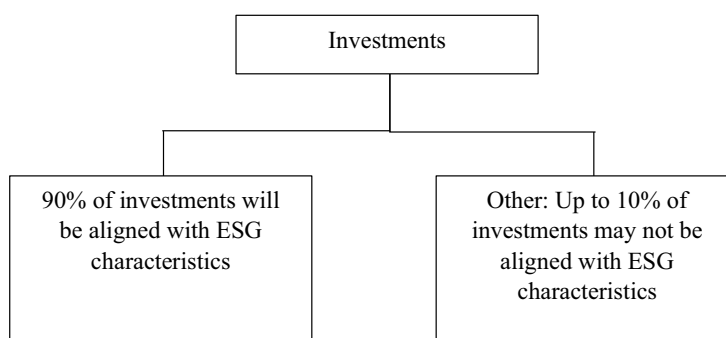 Investments
90% of investments will
be aligned with ESG
characteristics
Other: Up to 10% of
investments may not be
aligned with ESG
characteristics